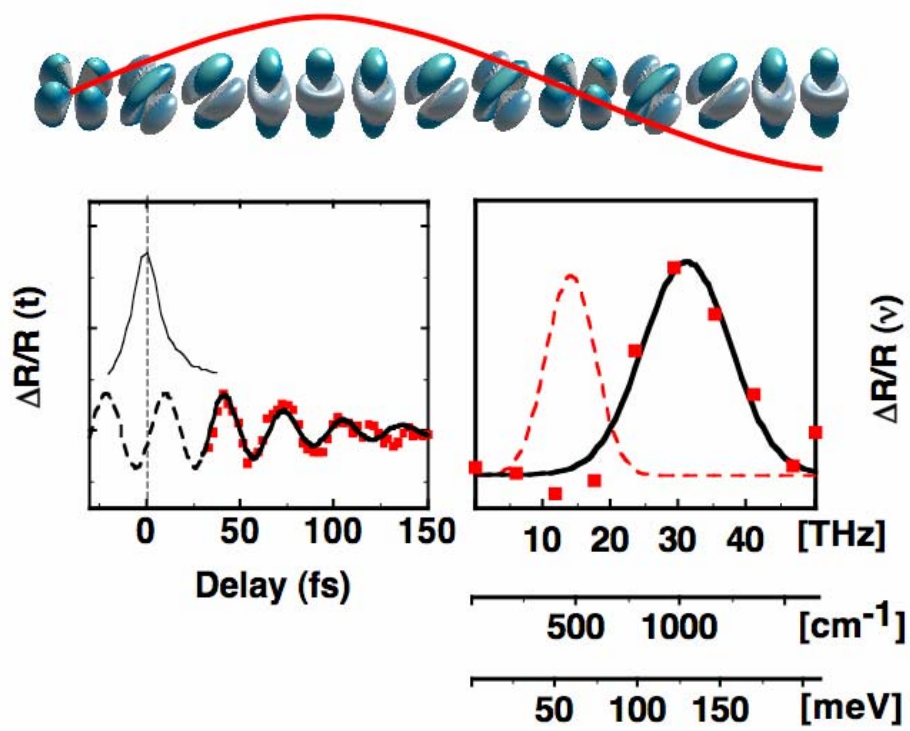 ΔR/R (t)
0 50 100 150
Delay (fs)
ΔR/R (ν)
10 20 30 40 [THz]
500 1000 [cm-1]
50 100 150 [meV]